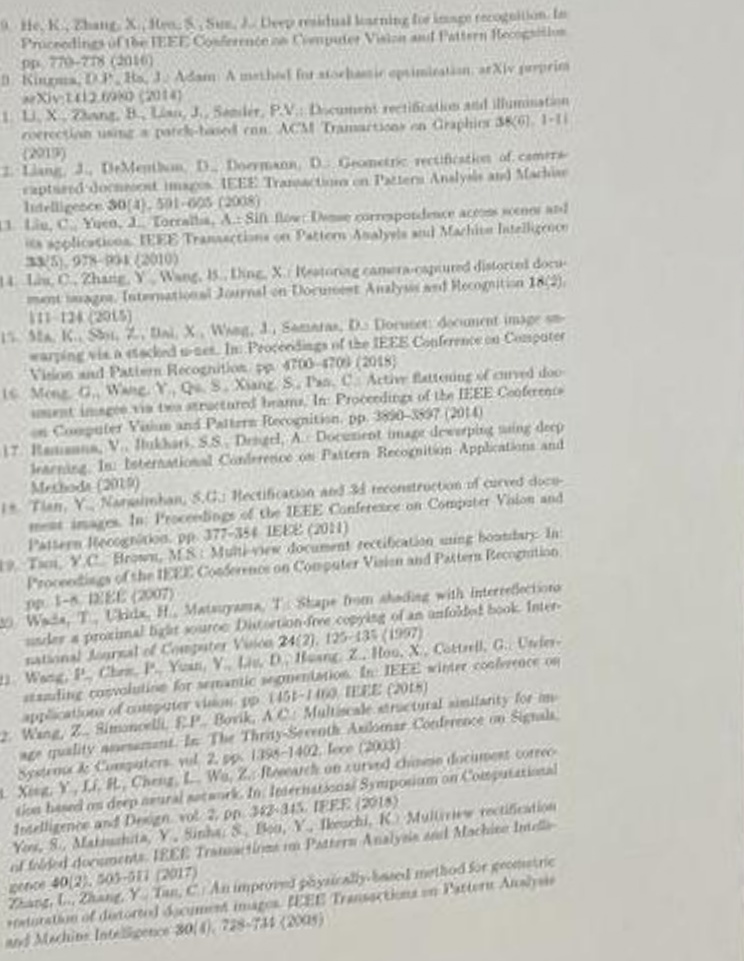 9. He, K., Zhang, X., Ren, S., Sun, J.: Deep residual learning for image recognition. In:
Proceedings of the IEEE Conference on Computer Vision and Pattern Recognition.
pp. 770–778 (2016)
0. Kingma, D.P., Ba, J.: Adam: A method for stochastic optimization. arXiv preprint
arXiv:1412.6980 (2014)
1. Li, X., Zhang, B., Liao, J., Sander, P.V.: Document rectification and illumination
correction using a patch-based cnn. ACM Transactions on Graphics 38(6), 1–11
(2019)
2. Liang, J., DeMenthon, D., Doermann, D.: Geometric rectification of camera-
captured document images. IEEE Transactions on Pattern Analysis and Machine
Intelligence 30(4), 591–605 (2008)
13. Liu, C., Yuen, J., Torralba, A.: Sift flow: Dense correspondence across scenes and
its applications. IEEE Transactions on Pattern Analysis and Machine Intelligence
33(5), 978–994 (2010)
14. Liu, C., Zhang, Y., Wang, B., Ding, X.: Restoring camera-captured distorted docu-
ment images. International Journal on Document Analysis and Recognition 18(2),
111–124 (2015)
15. Ma, K., Shu, Z., Bai, X., Wang, J., Samaras, D.: Docunet: document image un-
warping via a stacked u-net. In: Proceedings of the IEEE Conference on Computer
Vision and Pattern Recognition. pp. 4700–4709 (2018)
16. Meng, G., Wang, Y., Qu, S., Xiang, S., Pan, C.: Active flattening of curved doc-
ument images via two structured beams. In: Proceedings of the IEEE Conference
on Computer Vision and Pattern Recognition. pp. 3890–3897 (2014)
17. Ramanna, V., Bukhari, S.S., Dengel, A.: Document image dewarping using deep
learning. In: International Conference on Pattern Recognition Applications and
Methods (2019)
18. Tian, Y., Narasimhan, S.G.: Rectification and 3d reconstruction of curved docu-
ment images. In: Proceedings of the IEEE Conference on Computer Vision and
Pattern Recognition. pp. 377–384. IEEE (2011)
19. Tsoi, Y.C., Brown, M.S.: Multi-view document rectification using boundary. In:
Proceedings of the IEEE Conference on Computer Vision and Pattern Recognition.
pp. 1–8. IEEE (2007)
20. Wada, T., Ukida, H., Matsuyama, T.: Shape from shading with interreflections
under a proximal light source: Distortion-free copying of an unfolded book. Inter-
national Journal of Computer Vision 24(2), 125–135 (1997)
21. Wang, P., Chen, P., Yuan, Y., Liu, D., Huang, Z., Hou, X., Cottrell, G.: Under-
standing convolution for semantic segmentation. In: IEEE winter conference on
applications of computer vision. pp. 1451–1460. IEEE (2018)
2. Wang, Z., Simoncelli, E.P., Bovik, A.C.: Multiscale structural similarity for im-
age quality assessment. In: The Thrity-Seventh Asilomar Conference on Signals,
Systems & Computers. vol. 2, pp. 1398–1402. Ieee (2003)
Xing, Y., Li, R., Cheng, L., Wu, Z.: Research on curved chinese document correc-
tion based on deep neural network. In: International Symposium on Computational
Intelligence and Design. vol. 2, pp. 342–345. IEEE (2018)
You, S., Matsushita, Y., Sinha, S., Bou, Y., Ikeuchi, K.: Multiview rectification
of folded documents. IEEE Transactions on Pattern Analysis and Machine Intelli-
gence 40(2), 505–511 (2017)
Zhang, L., Zhang, Y., Tan, C.: An improved physically-based method for geometric
restoration of distorted document images. IEEE Transactions on Pattern Analysis
and Machine Intelligence 30(4), 728–734 (2008)